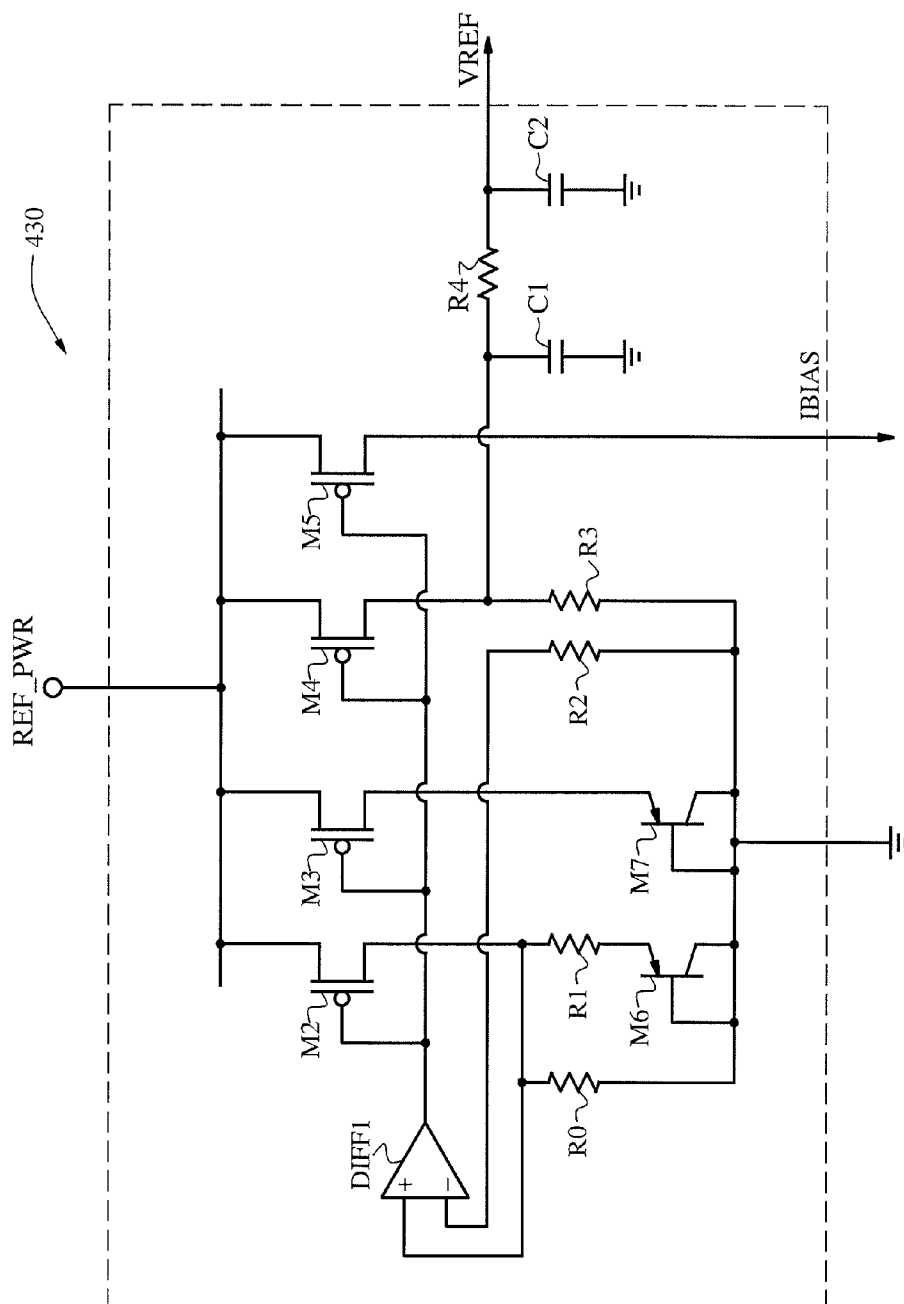 430
REF_PWR
VREF
M2
M3
M4
M5
DIFF1
+
−
R4
C1
C2
R0
R1
R2
R3
M6
M7
IBIAS